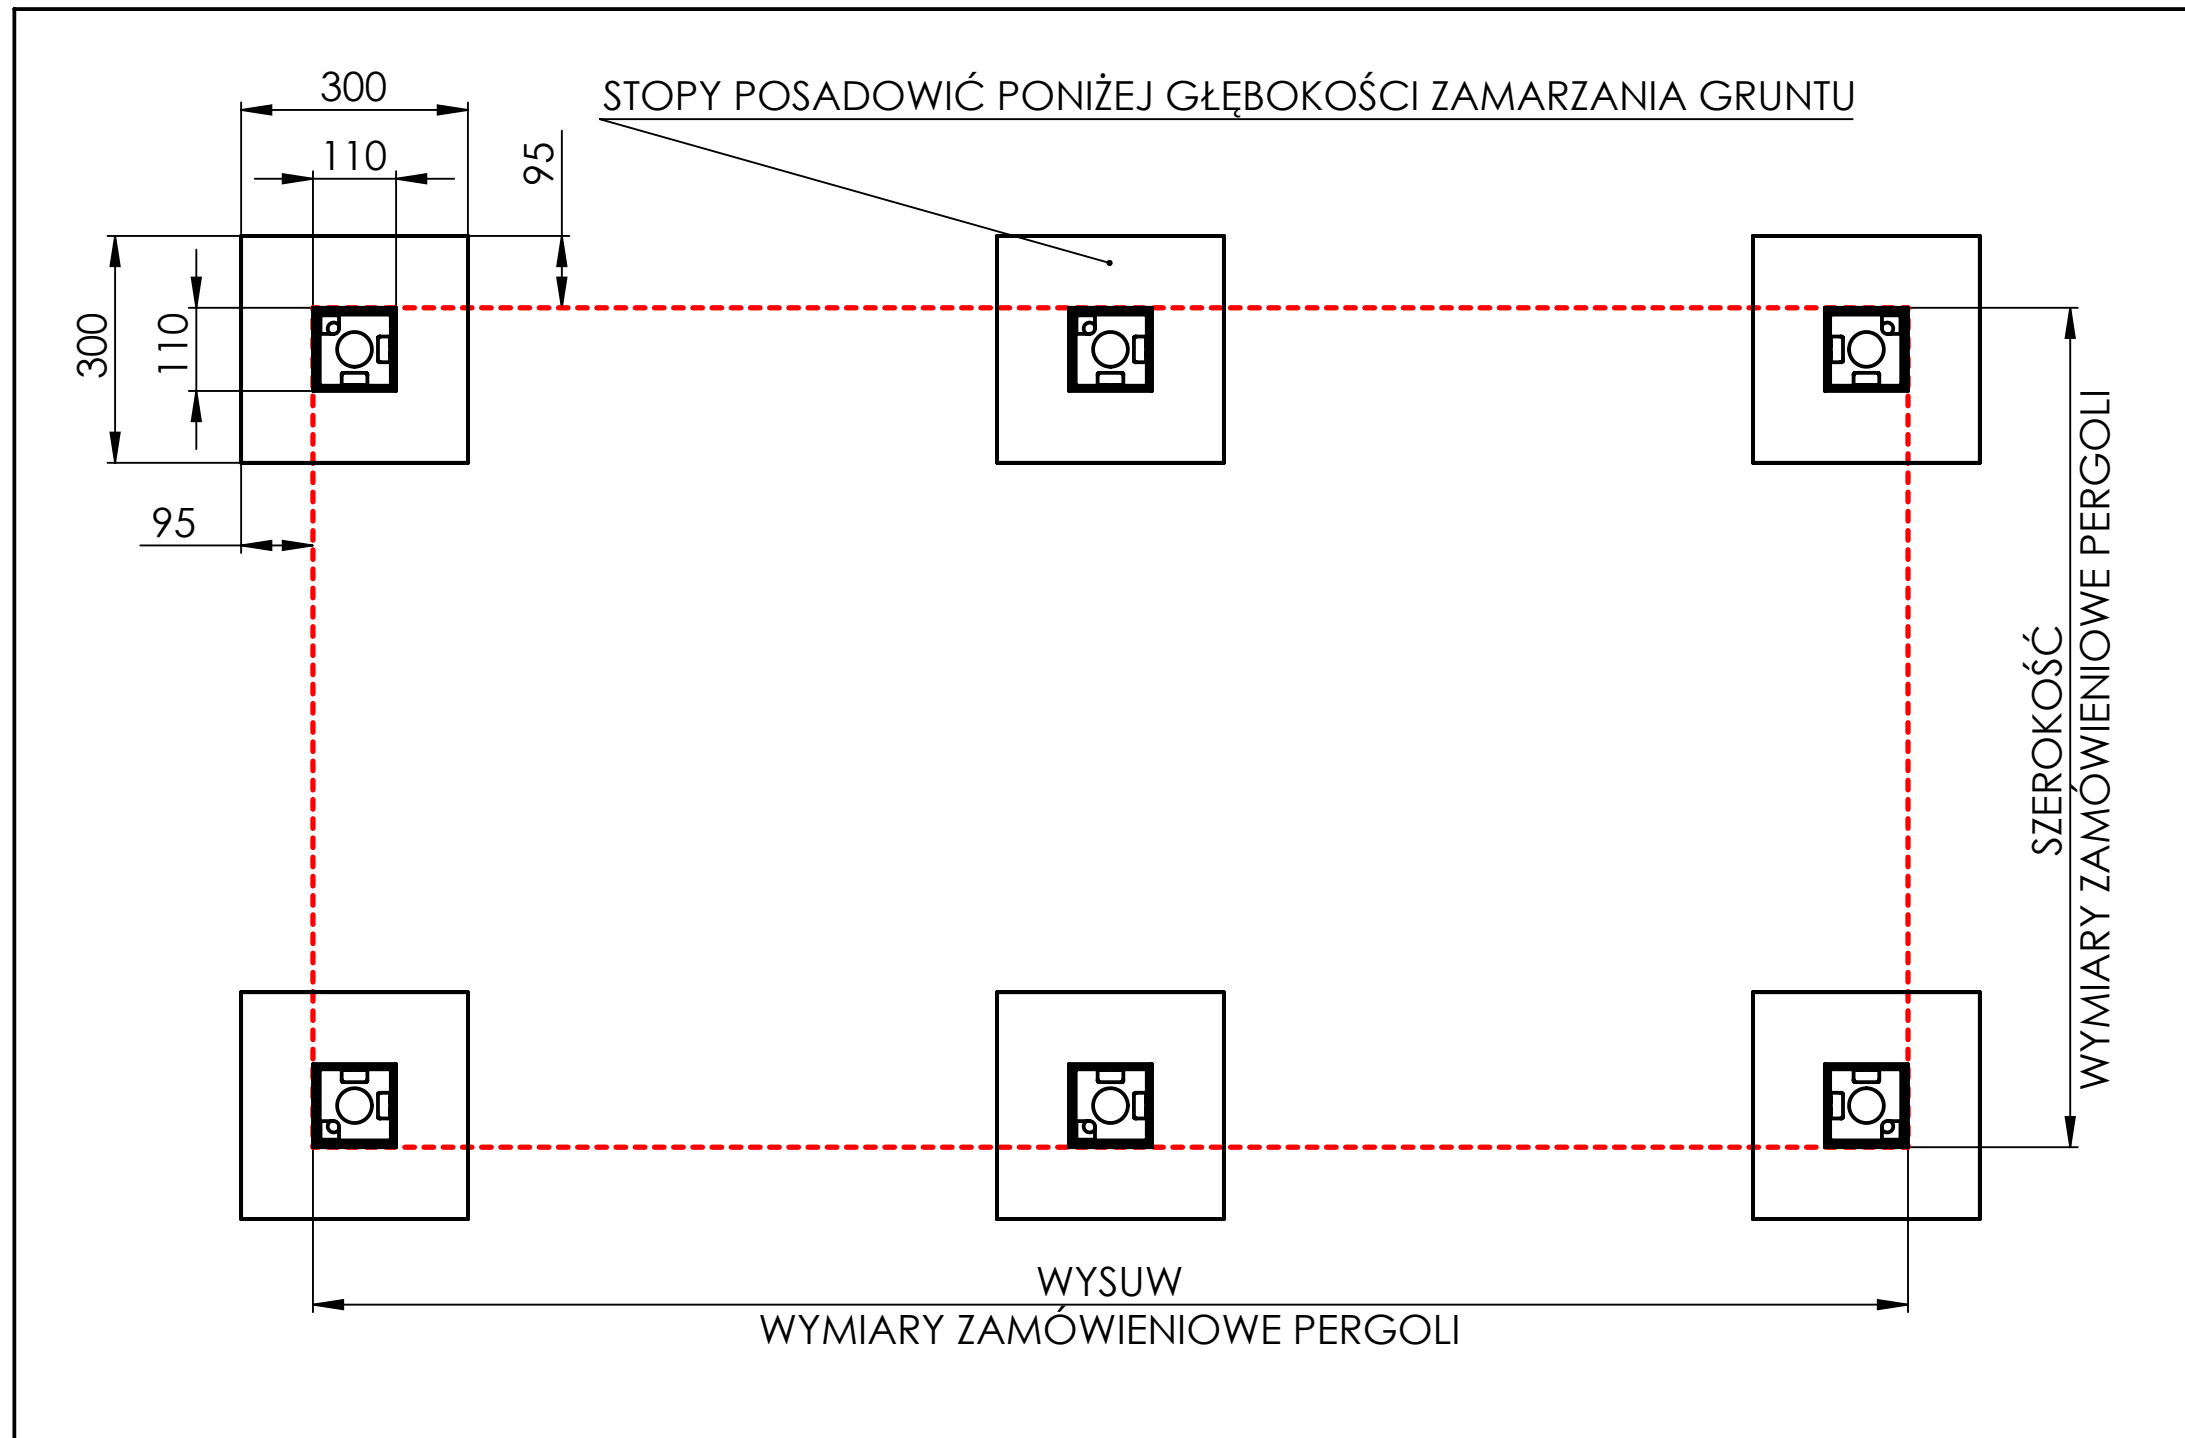 300
STOPY POSADOWIĆ PONIŻEJ GŁĘBOKOŚCI ZAMARZANIA GRUNTU
110
95
300
110
95
SZEROKOŚĆ
WYMIARY ZAMÓWIENIOWE PERGOLI
WYSUW
WYMIARY ZAMÓWIENIOWE PERGOLI